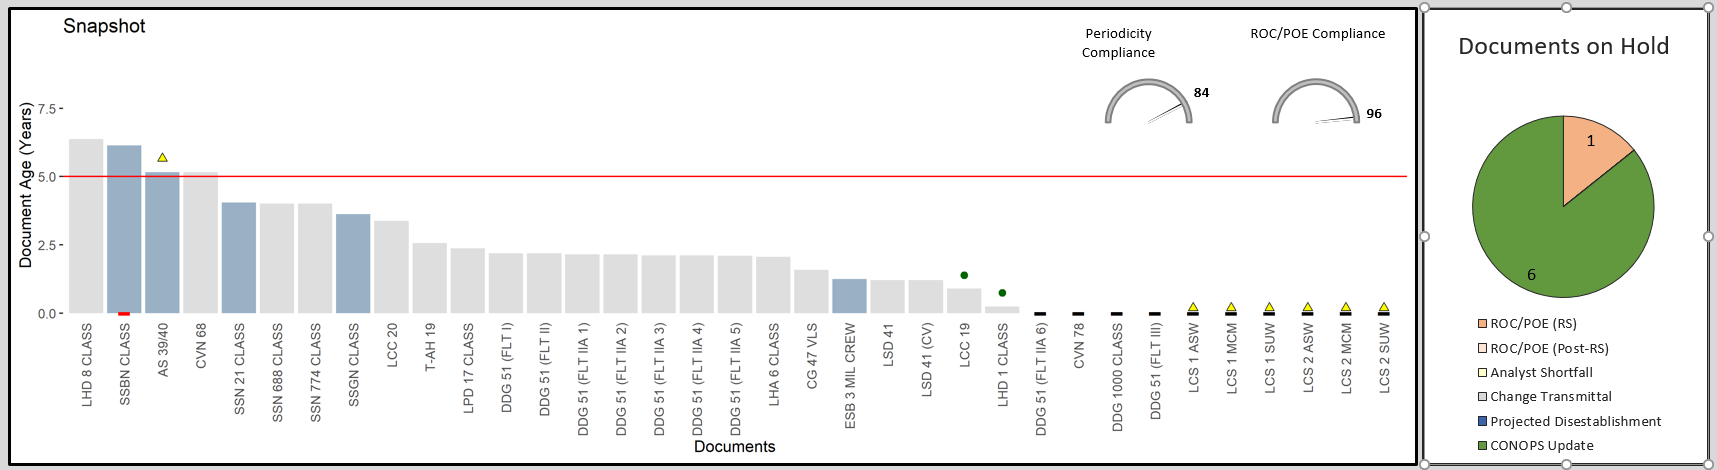 Snapshot
Periodicity
Compliance
84
ROC/POE Compliance
96
Document Age (Years)
7.5
5.0
2.5
0.0
LHD 8 CLASS
SSBN CLASS
AS 39/40
CVN 68
SSN 21 CLASS
SSN 688 CLASS
SSN 774 CLASS
SSGN CLASS
LCC 20
T-AH 19
LPD 17 CLASS
DDG 51 (FLT I)
DDG 51 (FLT II)
DDG 51 (FLT IIA 1)
DDG 51 (FLT IIA 2)
DDG 51 (FLT IIA 3)
DDG 51 (FLT IIA 4)
DDG 51 (FLT IIA 5)
LHA 6 CLASS
CG 47 VLS
ESB 3 MIL CREW
LSD 41
LSD 41 (CV)
LCC 19
LHD 1 CLASS
DDG 51 (FLT IIA 6)
CVN 78
DDG 1000 CLASS
DDG 51 (FLT III)
LCS 1 ASW
LCS 1 MCM
LCS 1 SUW
LCS 2 ASW
LCS 2 MCM
LCS 2 SUW
Documents
Documents on Hold
1
6
ROC/POE (RS)
ROC/POE (Post-RS)
Analyst Shortfall
Change Transmittal
Projected Disestablishment
CONOPS Update